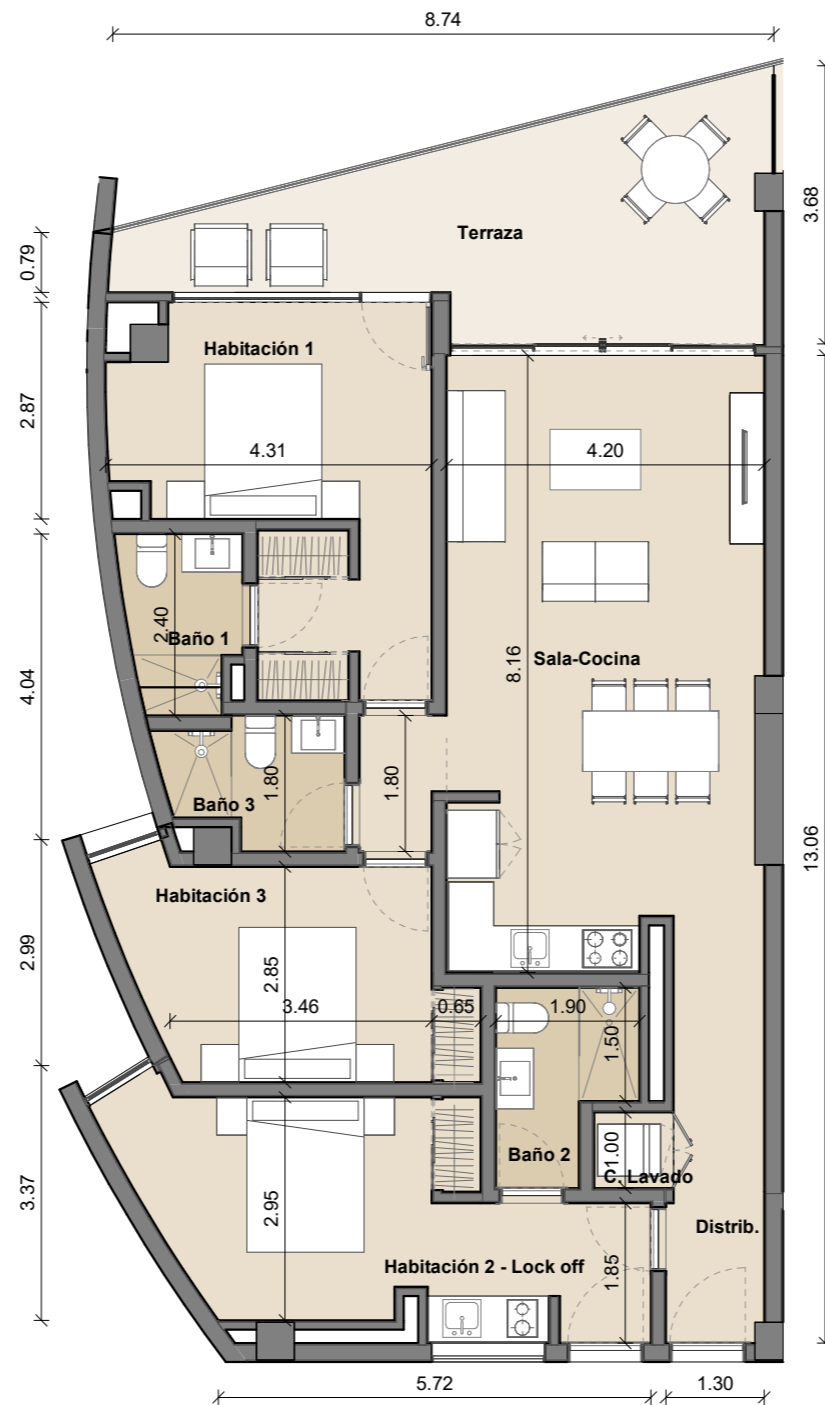 8.74
3.68
Terraza
0.79
Habitación 1
2.87
4.31
4.20
2.40
Baño 1
8.16
Sala-Cocina
4.04
1.80
1.80
Baño 3
13.06
Habitación 3
2.99
2.85
3.46
0.65
1.90
1.50
1.00
Baño 2
C. Lavado
3.37
2.95
Distrib.
Habitación 2 - Lock off
1.85
5.72
1.30